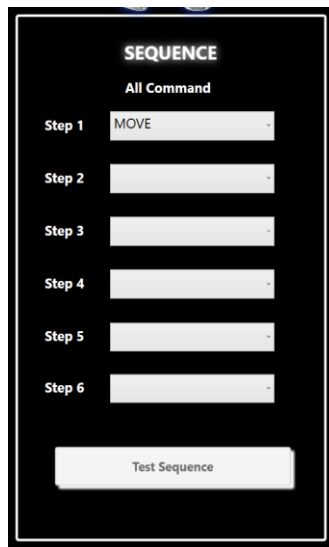 SEQUENCE
All Command
Step 1 MOVE
Step 2
Step 3
Step 4
Step 5
Step 6
Test Sequence